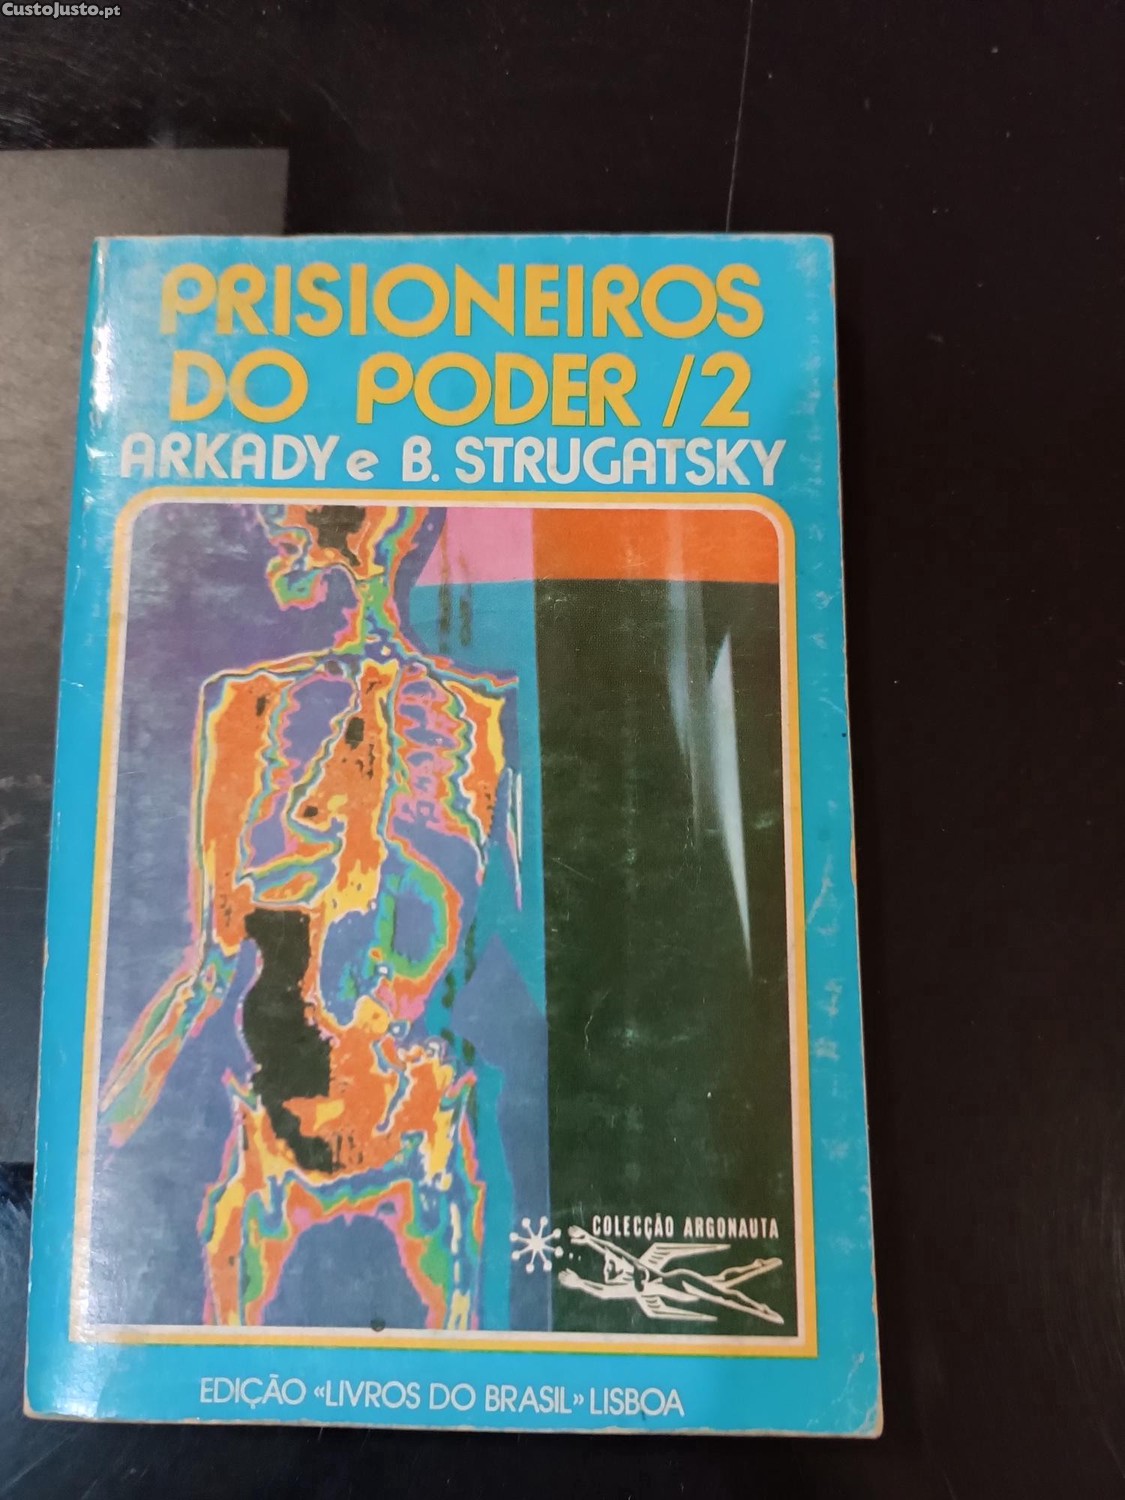 CustoJusto.pt
PRISIONEIROS
DO PODER /2
ARKADY e B. STRUGATSKY
COLECÇÃO ARGONAUTA
EDIÇÃO «LIVROS DO BRASIL» LISBOA